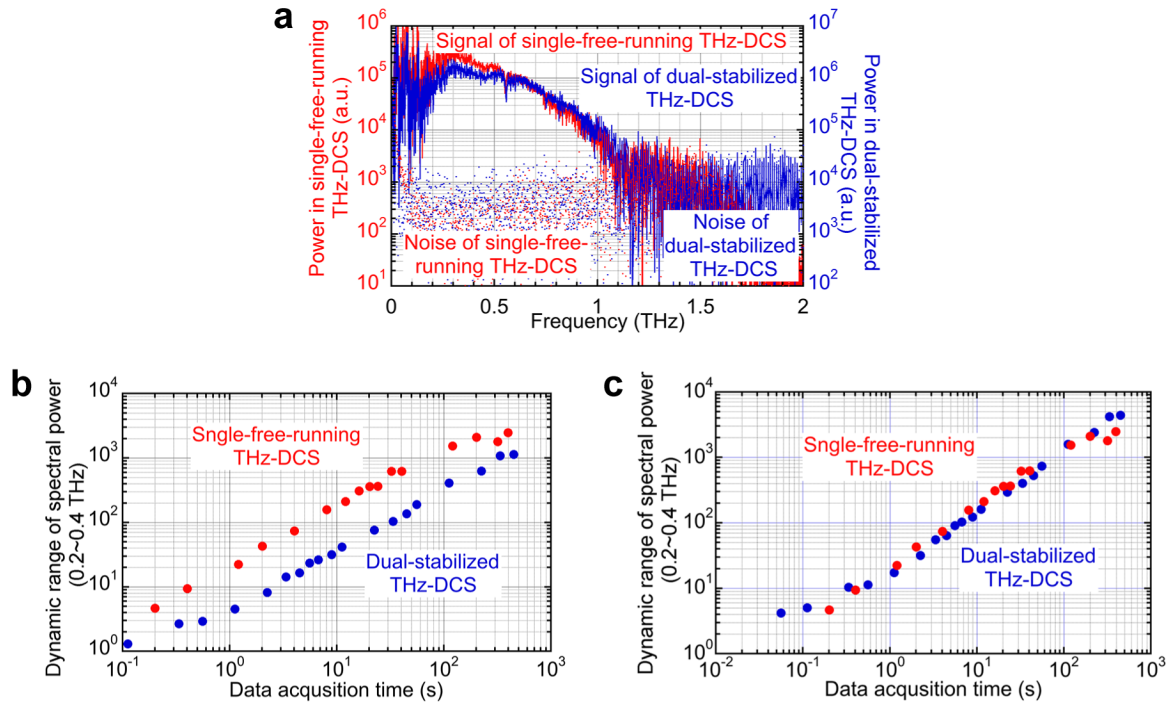 a
Power in single-free-running
THz-DCS (a.u.)
10^6
10^5
10^4
10^3
10^2
10^1
Signal of single-free-running THz-DCS
Signal of dual-stabilized
THz-DCS
Noise of single-free-
running THz-DCS
Noise of
dual-stabilized
THz-DCS
10^7
10^6
10^5
10^4
10^3
10^2
Power in dual-stabilized
THz-DCS (a.u.)
0 0.5 1 1.5 2
Frequency (THz)
b
Dynamic range of spectral power
(0.2~0.4 THz)
10^4
10^3
10^2
10^1
10^0
Sngle-free-running
THz-DCS
Dual-stabilized
THz-DCS
10^-1 10^0 10^1 10^2 10^3
Data acqusition time (s)
c
Dynamic range of spectral power
(0.2~0.4 THz)
10^4
10^3
10^2
10^1
10^0
Sngle-free-running
THz-DCS
Dual-stabilized
THz-DCS
10^-2 10^-1 10^0 10^1 10^2 10^3
Data acqusition time (s)